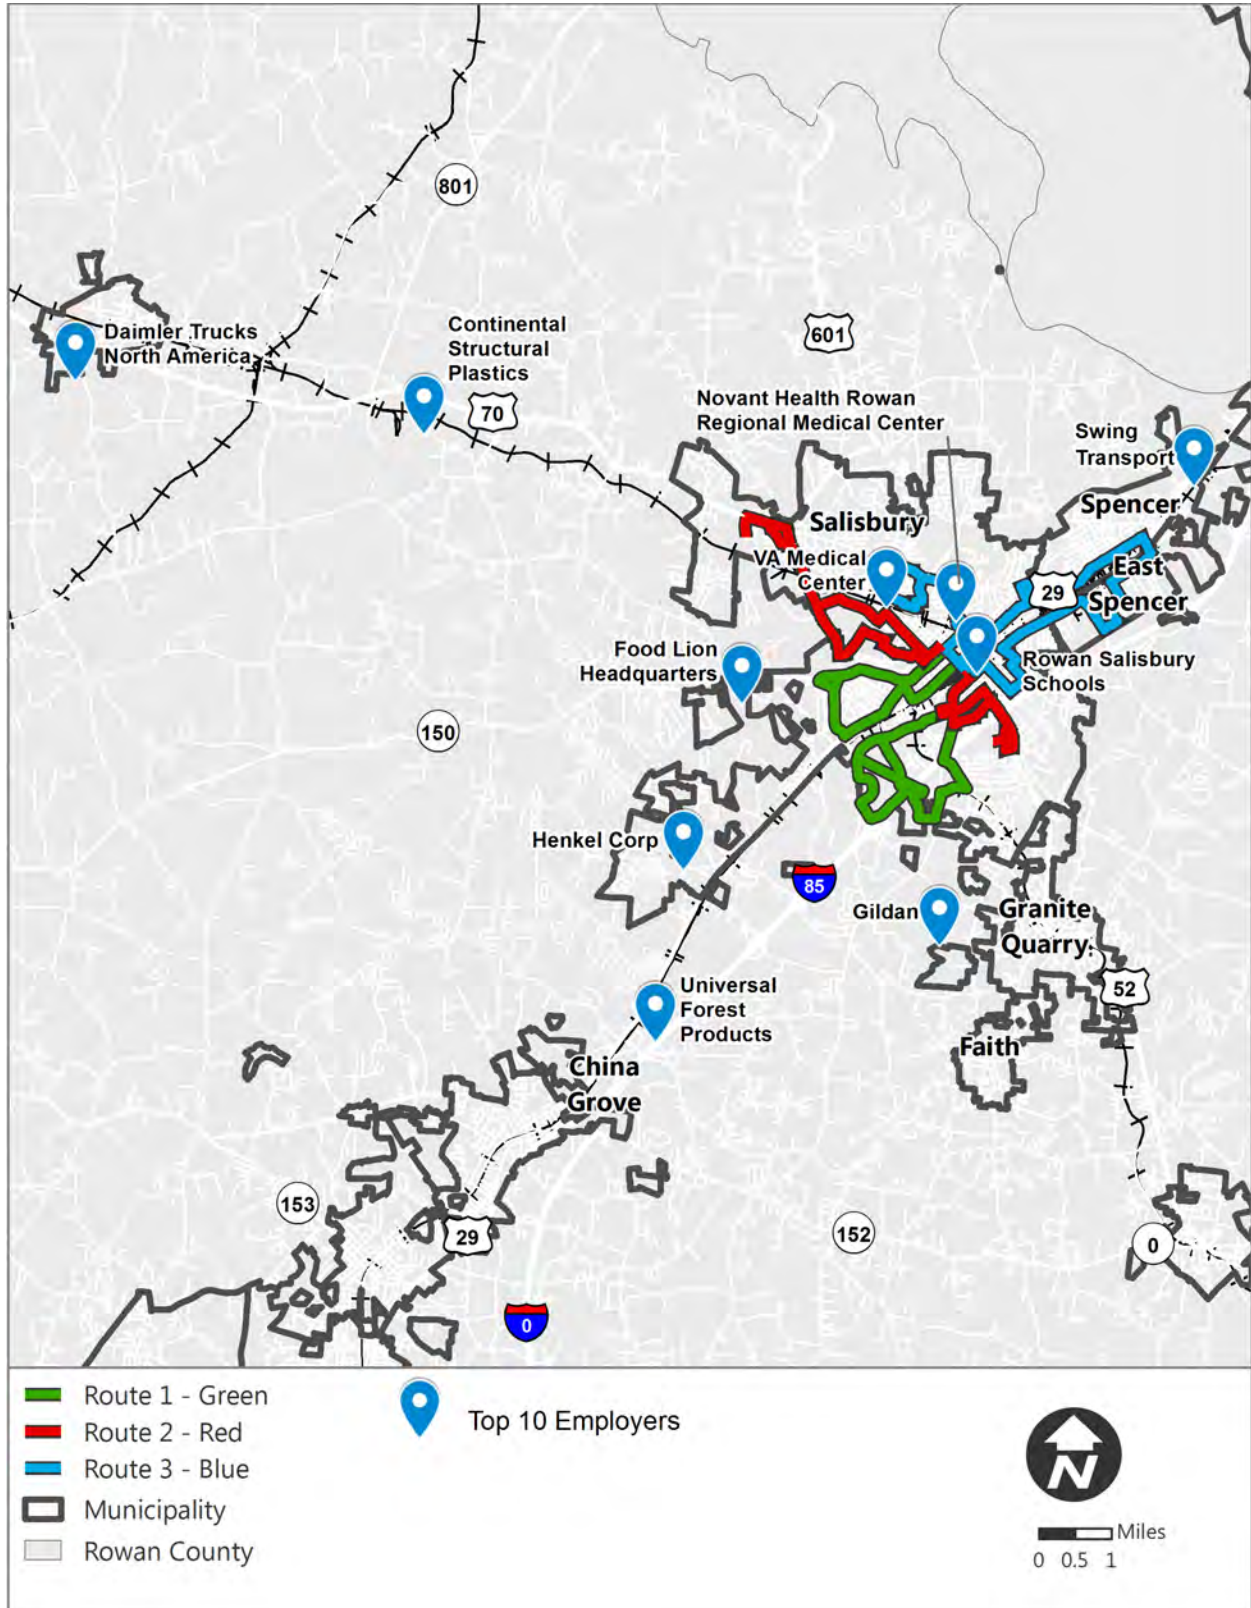 801
Daimler Trucks
North America
Continental
Structural
Plastics
70
601
Novant Health Rowan
Regional Medical Center
Swing
Transport
Spencer
Salisbury
VA Medical
Center
East
Spencer
29
Food Lion
Headquarters
Rowan Salisbury
Schools
150
Henkel Corp
85
Gildan
Granite
Quarry
52
Universal
Forest
Products
Faith
China
Grove
153
29
152
0
0
Route 1 - Green
Route 2 - Red
Route 3 - Blue
Municipality
Rowan County
Top 10 Employers
N
Miles
0 0.5 1